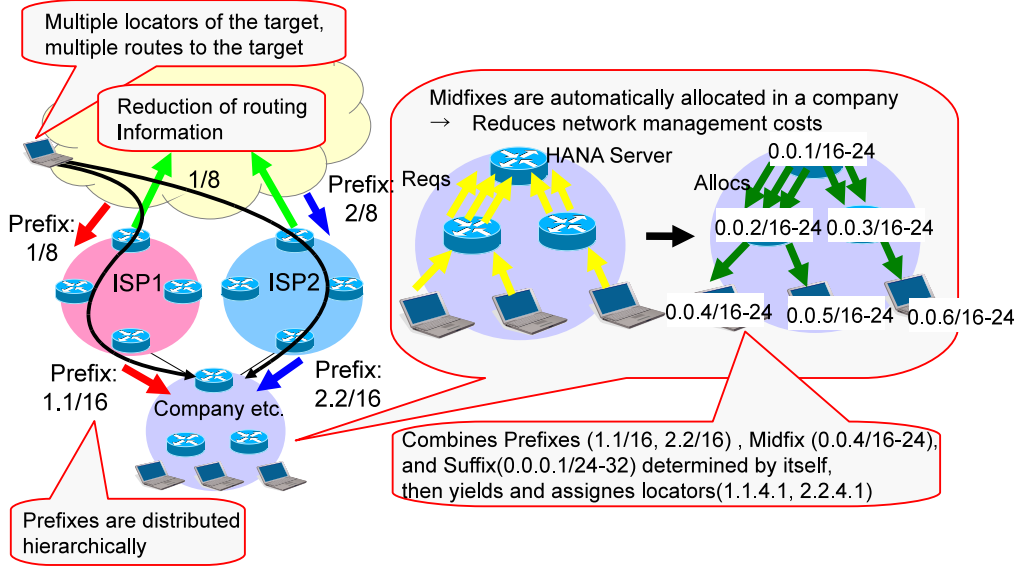 Multiple locators of the target,
multiple routes to the target
Reduction of routing
Information
1/8
Prefix:
1/8
Prefix:
2/8
ISP1
ISP2
Prefix:
1.1/16
Prefix:
2.2/16
Company etc.
Prefixes are distributed
hierarchically
Midfixes are automatically allocated in a company
→ Reduces network management costs
HANA Server
Reqs
0.0.1/16-24
Allocs
0.0.2/16-24
0.0.3/16-24
0.0.4/16-24
0.0.5/16-24
0.0.6/16-24
Combines Prefixes (1.1/16, 2.2/16) , Midfix (0.0.4/16-24),
and Suffix(0.0.0.1/24-32) determined by itself,
then yields and assignes locators(1.1.4.1, 2.2.4.1)